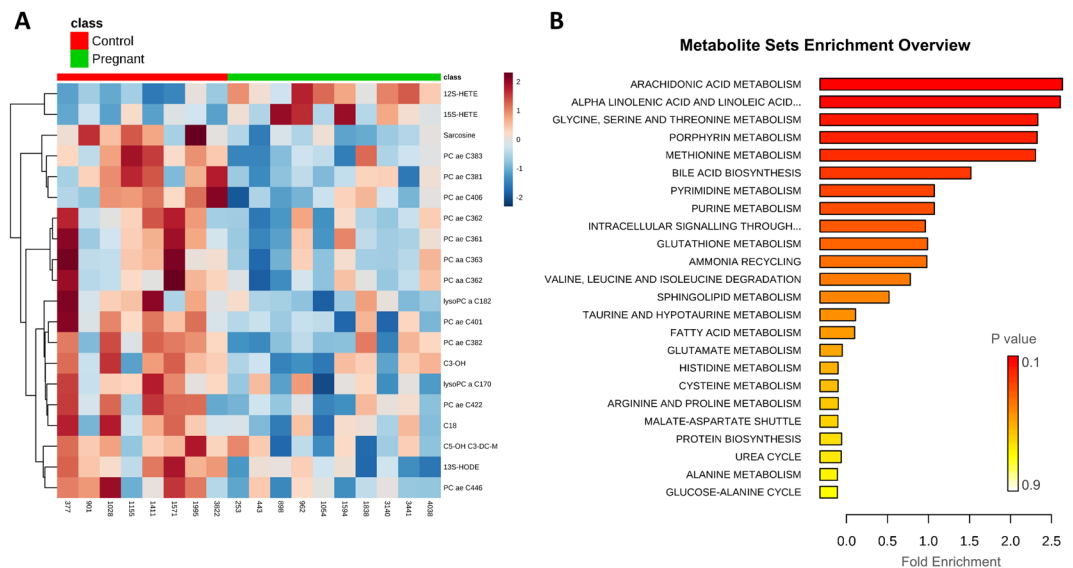 A
class
Control
Pregnant
class
12S-HETE
15S-HETE
Sarcosine
PC ae C383
PC ae C381
PC ae C406
PC ae C362
PC ae C361
PC aa C363
PC aa C362
lysoPC a C182
PC ae C401
PC ae C382
C3-OH
lysoPC a C170
PC ae C422
C18
C5-OH C3-DC-M
13S-HODE
PC ae C446
2
1
0
-1
-2
377
901
1028
1155
1411
1571
1995
3822
253
443
898
962
1054
1594
1838
3140
3441
4038
B
Metabolite Sets Enrichment Overview
ARACHIDONIC ACID METABOLISM
ALPHA LINOLENIC ACID AND LINOLEIC ACID...
GLYCINE, SERINE AND THREONINE METABOLISM
PORPHYRIN METABOLISM
METHIONINE METABOLISM
BILE ACID BIOSYNTHESIS
PYRIMIDINE METABOLISM
PURINE METABOLISM
INTRACELLULAR SIGNALLING THROUGH...
GLUTATHIONE METABOLISM
AMMONIA RECYCLING
VALINE, LEUCINE AND ISOLEUCINE DEGRADATION
SPHINGOLIPID METABOLISM
TAURINE AND HYPOTAURINE METABOLISM
FATTY ACID METABOLISM
GLUTAMATE METABOLISM
HISTIDINE METABOLISM
CYSTEINE METABOLISM
ARGININE AND PROLINE METABOLISM
MALATE-ASPARTATE SHUTTLE
PROTEIN BIOSYNTHESIS
UREA CYCLE
ALANINE METABOLISM
GLUCOSE-ALANINE CYCLE
P value
0.1
0.9
0.0 0.5 1.0 1.5 2.0 2.5
Fold Enrichment